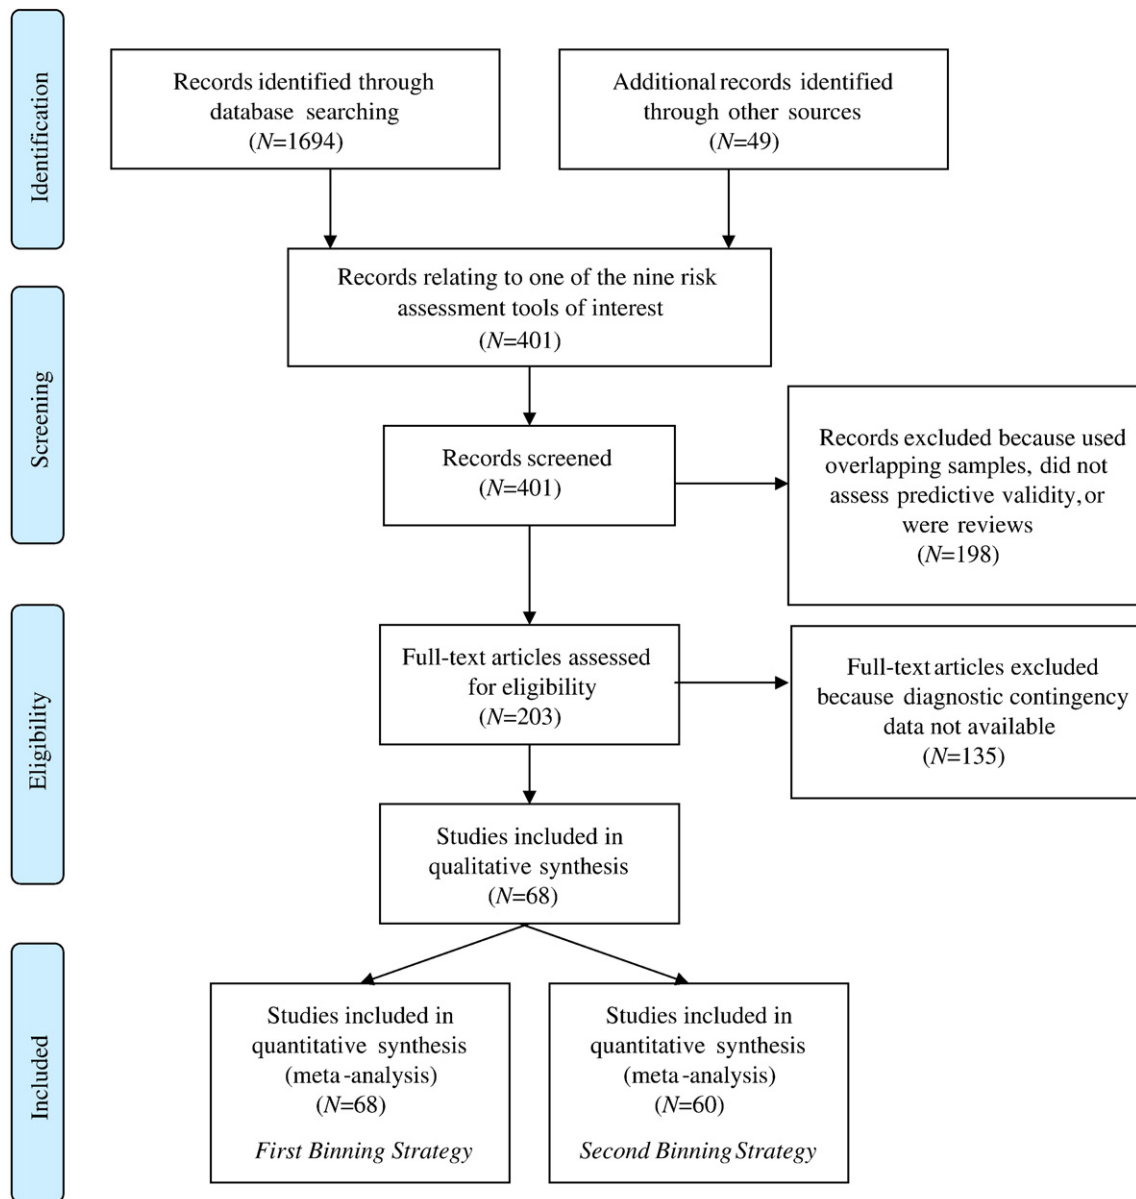 Identification
Records identified through
database searching
(N=1694)
Additional records identified
through other sources
(N=49)
Records relating to one of the nine risk
assessment tools of interest
(N=401)
Screening
Records screened
(N=401)
Records excluded because used
overlapping samples, did not
assess predictive validity, or
were reviews
(N=198)
Eligibility
Full-text articles assessed
for eligibility
(N=203)
Full-text articles excluded
because diagnostic contingency
data not available
(N=135)
Studies included in
qualitative synthesis
(N=68)
Included
Studies included in
quantitative synthesis
(meta-analysis)
(N=68)
First Binning Strategy
Studies included in
quantitative synthesis
(meta-analysis)
(N=60)
Second Binning Strategy